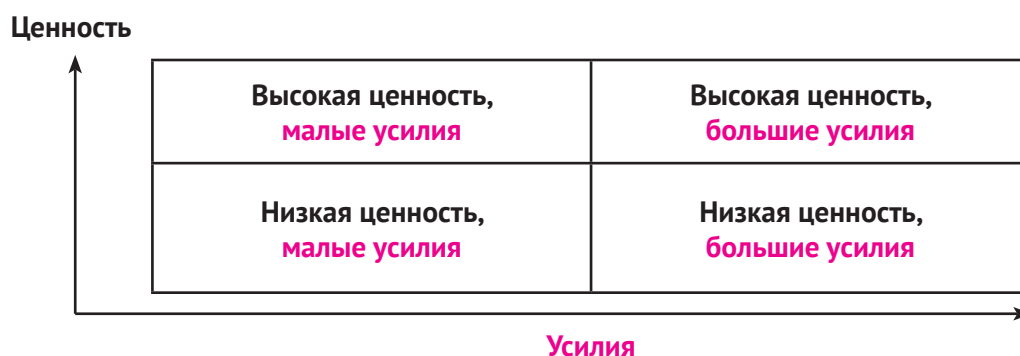 Ценность
Высокая ценность,
малые усилия
Высокая ценность,
большие усилия
Низкая ценность,
малые усилия
Низкая ценность,
большие усилия
Усилия